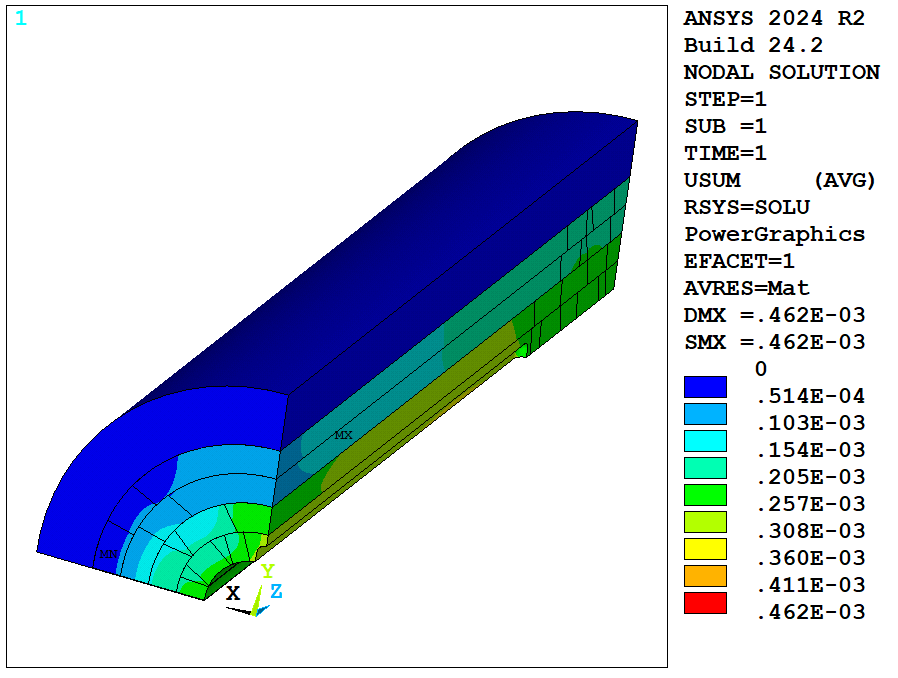 1
ANSYS 2024 R2
Build 24.2
NODAL SOLUTION
STEP=1
SUB =1
TIME=1
USUM (AVG)
RSYS=SOLU
PowerGraphics
EFACET=1
AVRES=Mat
DMX =.462E-03
SMX =.462E-03
0
.514E-04
.103E-03
.154E-03
.205E-03
.257E-03
.308E-03
.360E-03
.411E-03
.462E-03
MX
MN
Y
X
Z